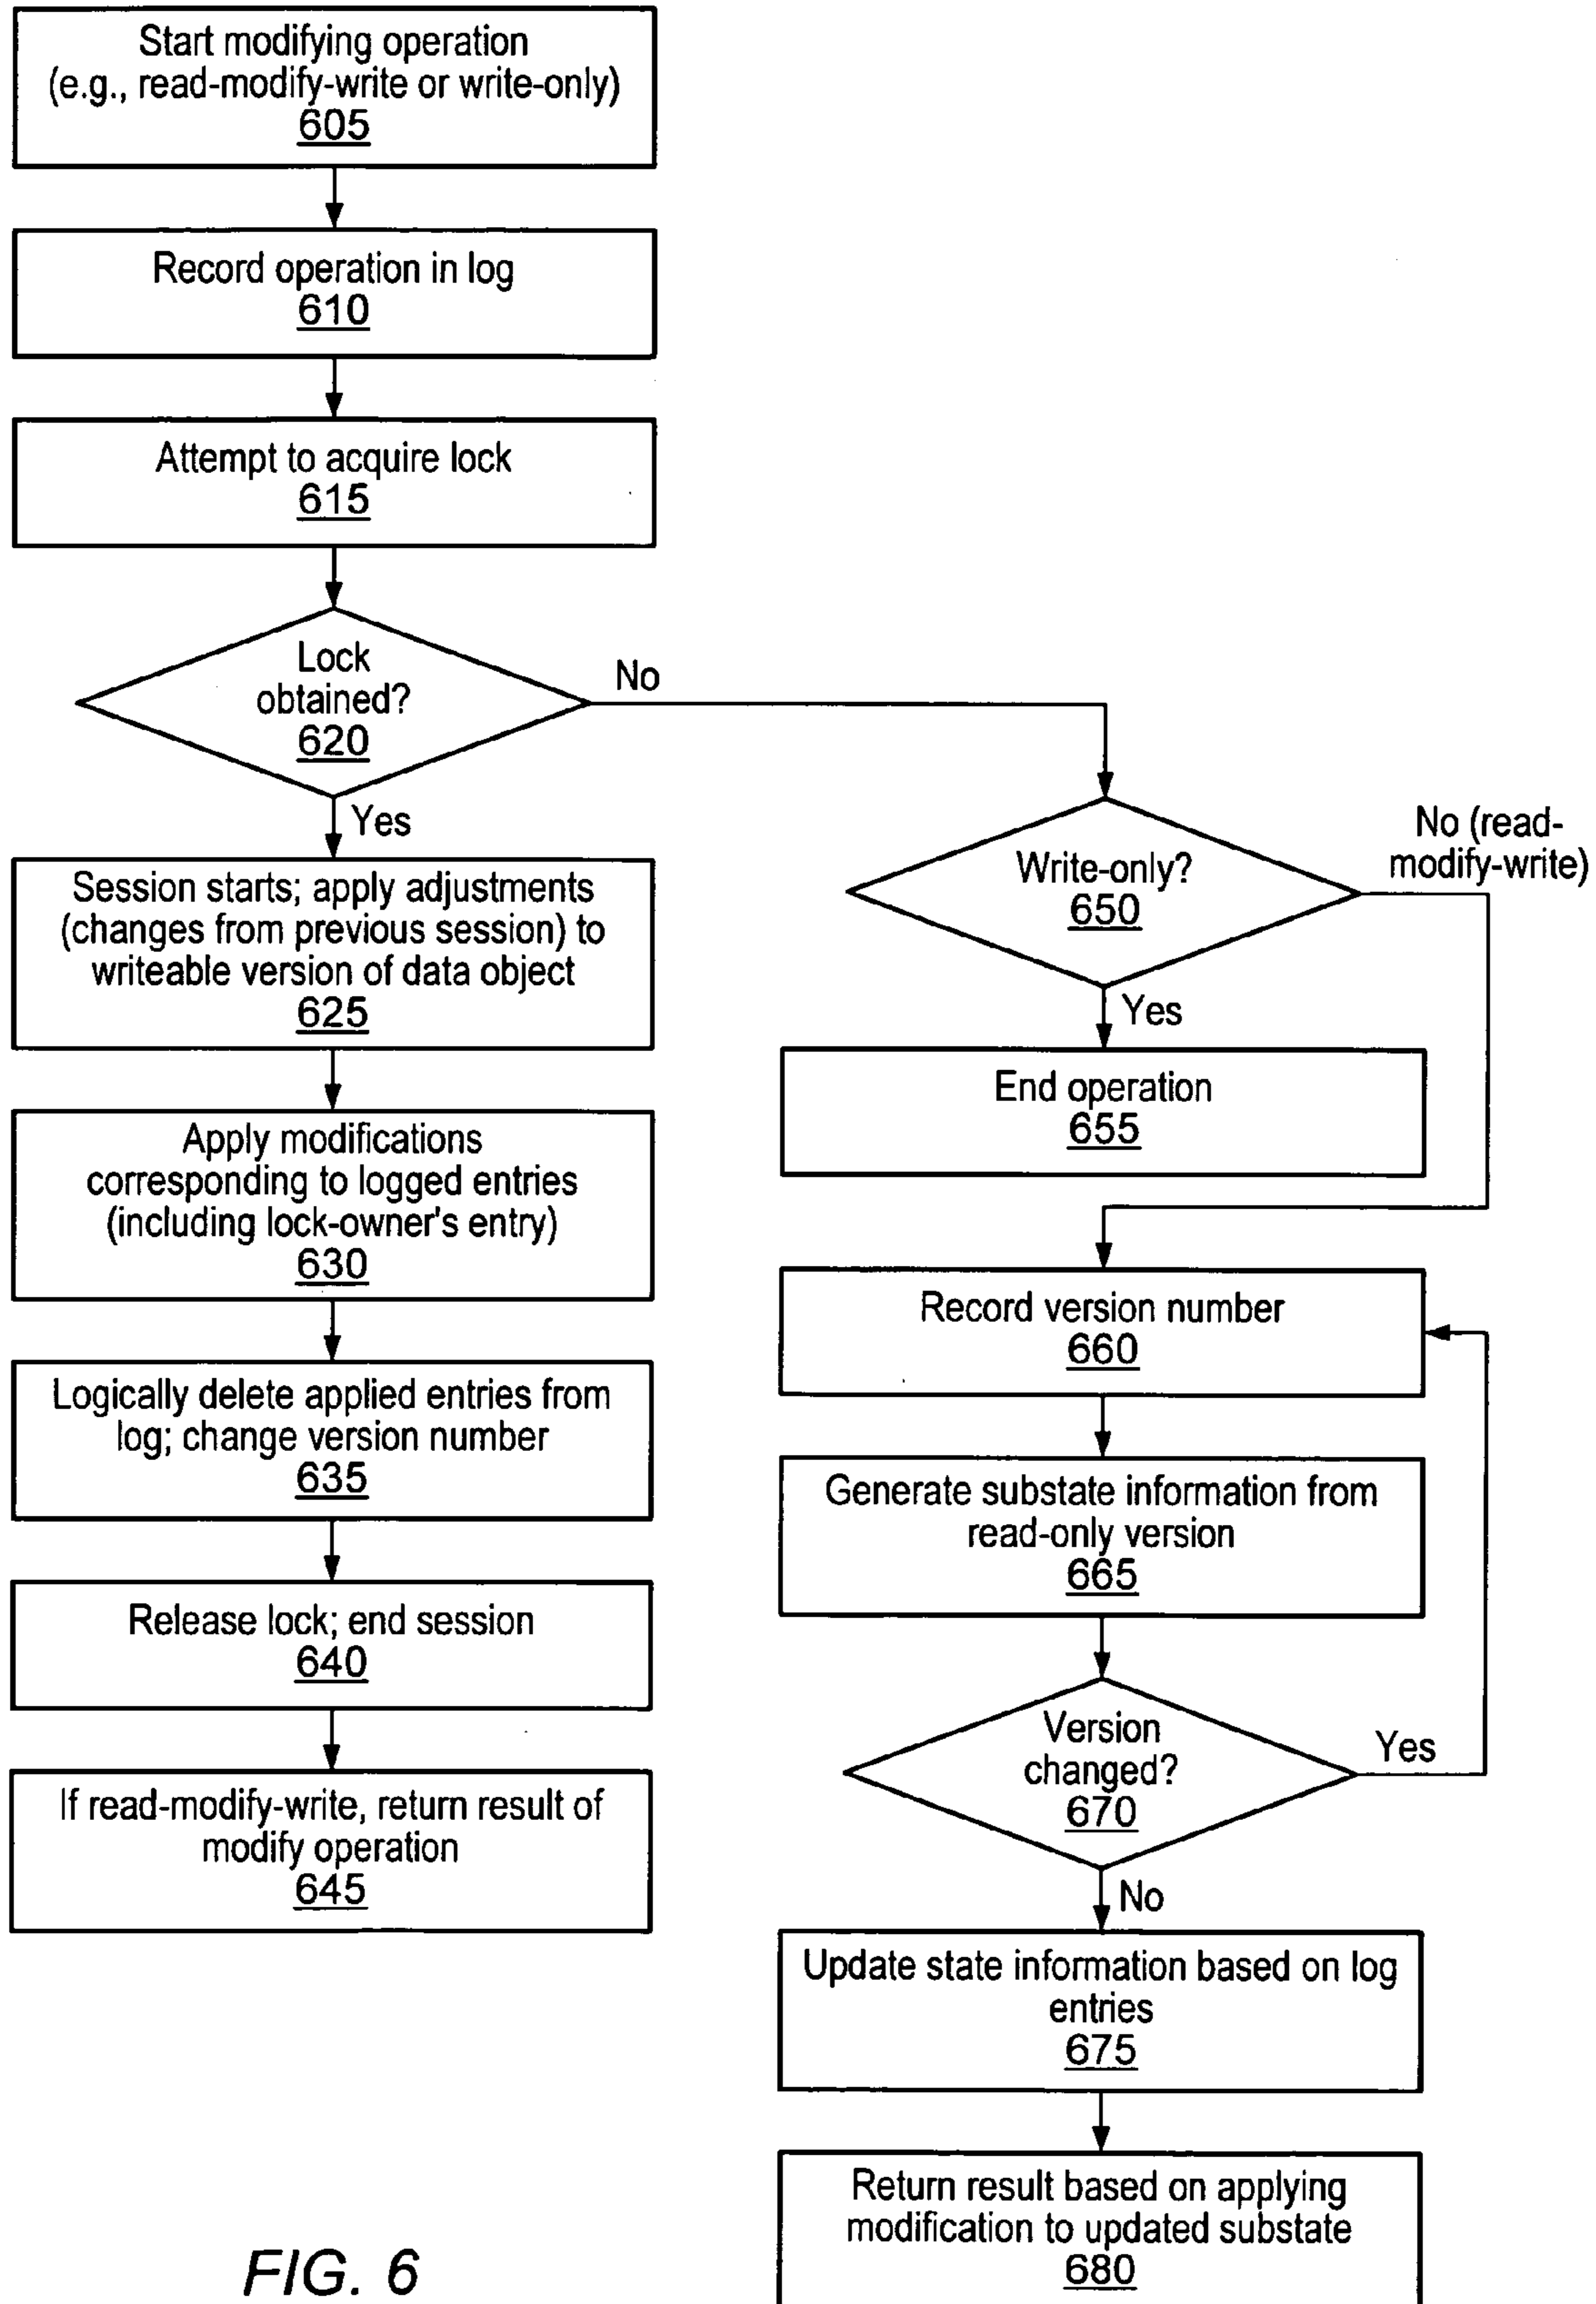 Start modifying operation
(e.g., read-modify-write or write-only)
605
Record operation in log
610
Attempt to acquire lock
615
Lock
obtained?
620
No
Yes
Session starts; apply adjustments
(changes from previous session) to
writeable version of data object
625
Apply modifications
corresponding to logged entries
(including lock-owner's entry)
630
Logically delete applied entries from
log; change version number
635
Release lock; end session
640
If read-modify-write, return result of
modify operation
645
Write-only?
650
No (read-
modify-write)
Yes
End operation
655
Record version number
660
Generate substate information from
read-only version
665
Version
changed?
670
Yes
No
Update state information based on log
entries
675
Return result based on applying
modification to updated substate
680
FIG. 6